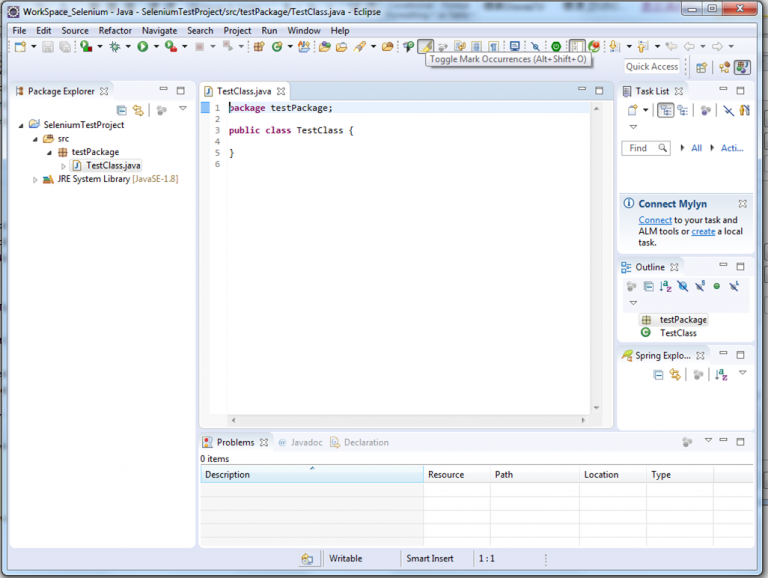 WorkSpace_Selenium - Java - SeleniumTestProject/src/testPackage/TestClass.java - Eclipse
File Edit Source Refactor Navigate Search Project Run Window Help
Toggle Mark Occurrences (Alt+Shift+O)
Quick Access
Package Explorer
SeleniumTestProject
src
testPackage
TestClass.java
JRE System Library [JavaSE-1.8]
TestClass.java
1 package testPackage;
2
3 public class TestClass {
4
5 }
6
Task List
Find All Acti...
Connect Mylyn
Connect to your task and
ALM tools or create a local
task.
Outline
testPackage
TestClass
Spring Explo...
Problems @ Javadoc Declaration
0 items
Description Resource Path Location Type
Writable Smart Insert 1 : 1